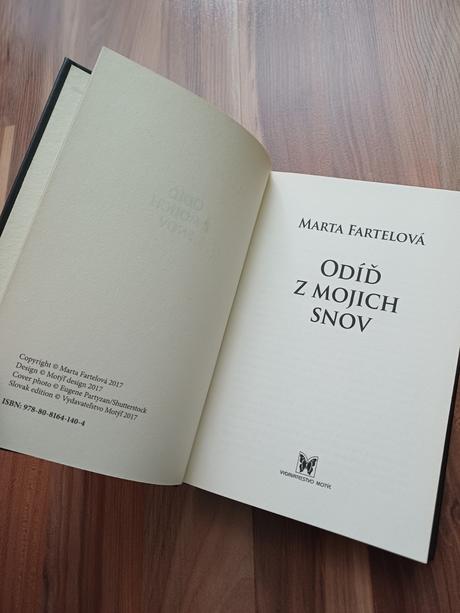 Copyright © Marta Fartelová 2017
Design © Motýľ design 2017
Cover photo © Eugene Partyzan/Shutterstock
Slovak edition © Vydavateľstvo Motýľ 2017
ISBN: 978-80-8164-140-4
MARTA FARTELOVÁ
ODÍĎ
Z MOJICH
SNOV
VYDAVATEĽSTVO MOTÝĽ